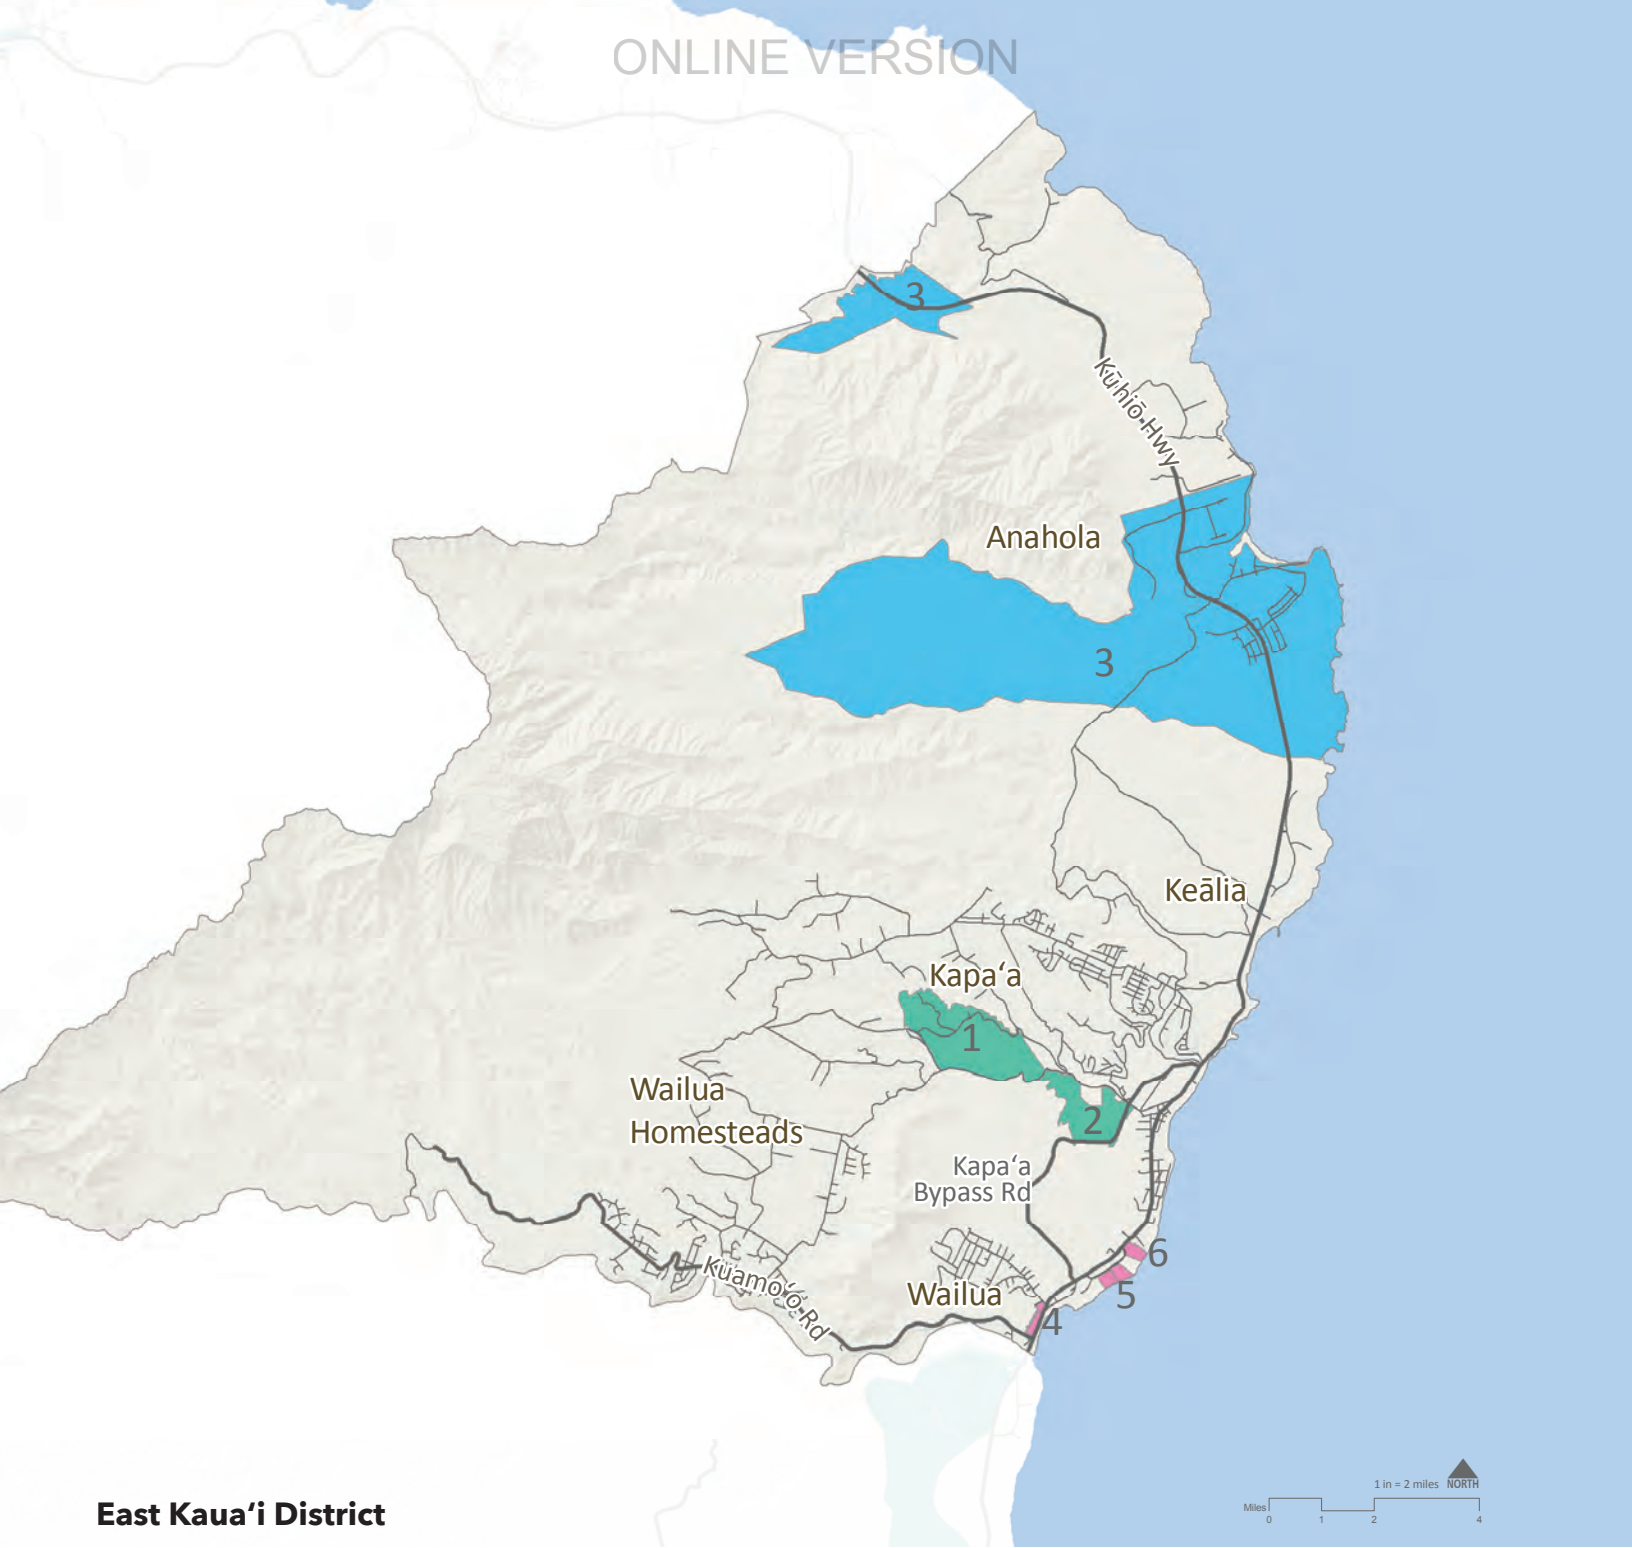 ONLINE VERSION
3
Kūhiō Hwy
Anahola
3
Keālia
Kapaʻa
1
Wailua
Homesteads
2
Kapaʻa
Bypass Rd
6
Kuamoʻo Rd
Wailua
5
4
1 in = 2 miles NORTH
Miles
0 1 2 4
East Kauaʻi District